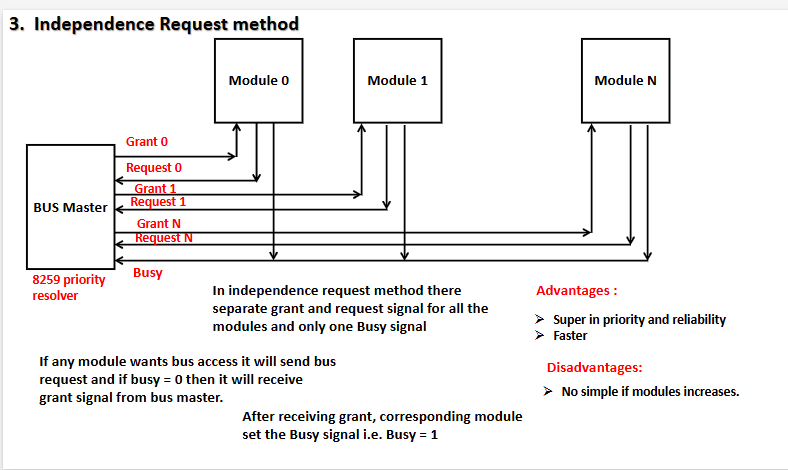 3. Independence Request method
Module 0
Module 1
Module N
Grant 0
Request 0
Grant 1
Request 1
BUS Master
Grant N
Request N
Busy
8259 priority
resolver
In independence request method there
separate grant and request signal for all the
modules and only one Busy signal
Advantages :
➢ Super in priority and reliability
➢ Faster
If any module wants bus access it will send bus
request and if busy = 0 then it will receive
grant signal from bus master.
Disadvantages:
➢ No simple if modules increases.
After receiving grant, corresponding module
set the Busy signal i.e. Busy = 1